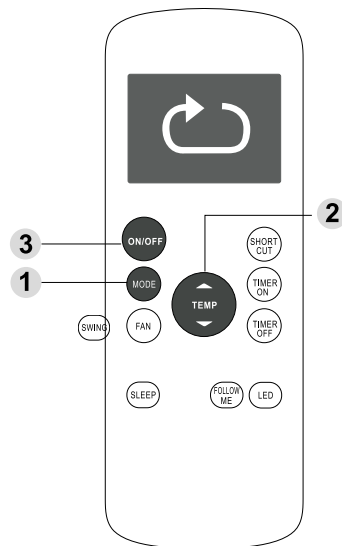 2
ON/OFF
SHORT
CUT
3
MODE
TEMP
TIMER
ON
1
SWING
FAN
TIMER
OFF
SLEEP
FOLLOW
ME
LED